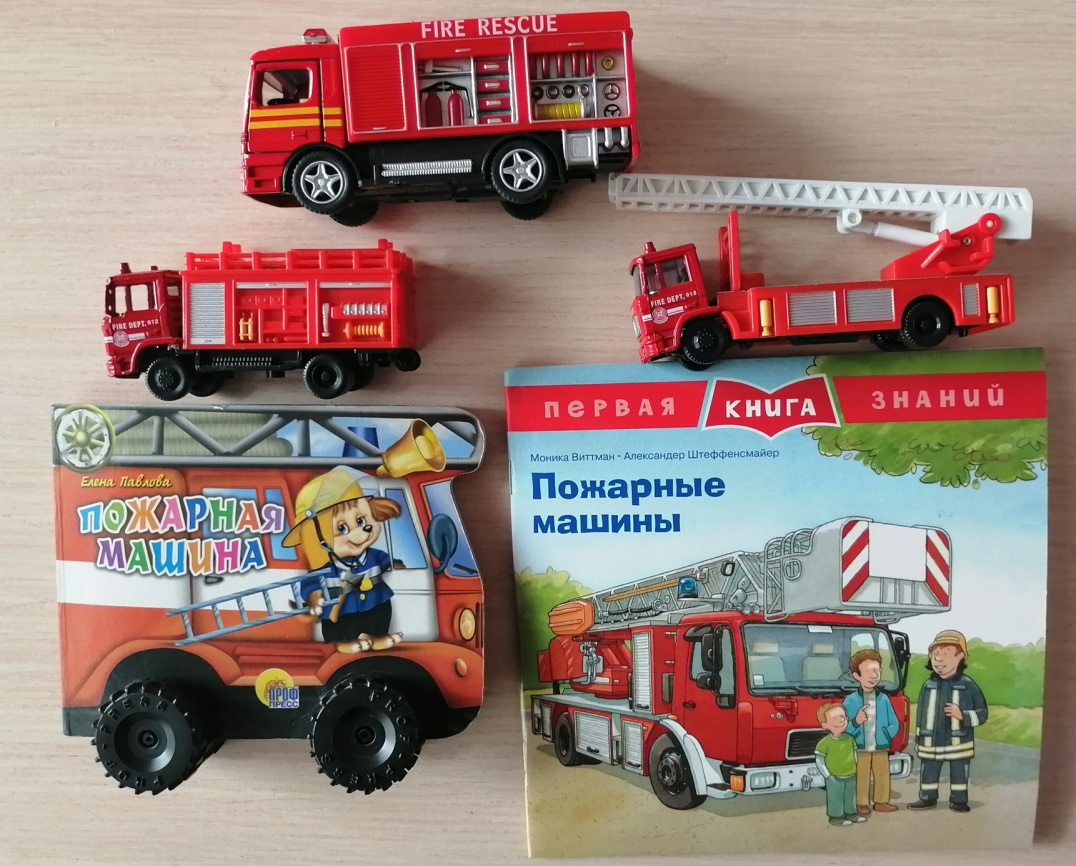 FIRE RESCUE
FIRE DEPT. 012
FIRE DEPT. 012
Елена Павлова
ПОЖАРНАЯ
МАШИНА
ПРОФ
ПРЕСС
ПЕРВАЯ КНИГА ЗНАНИЙ
Моника Виттман · Александер Штеффенсмайер
Пожарные
машины